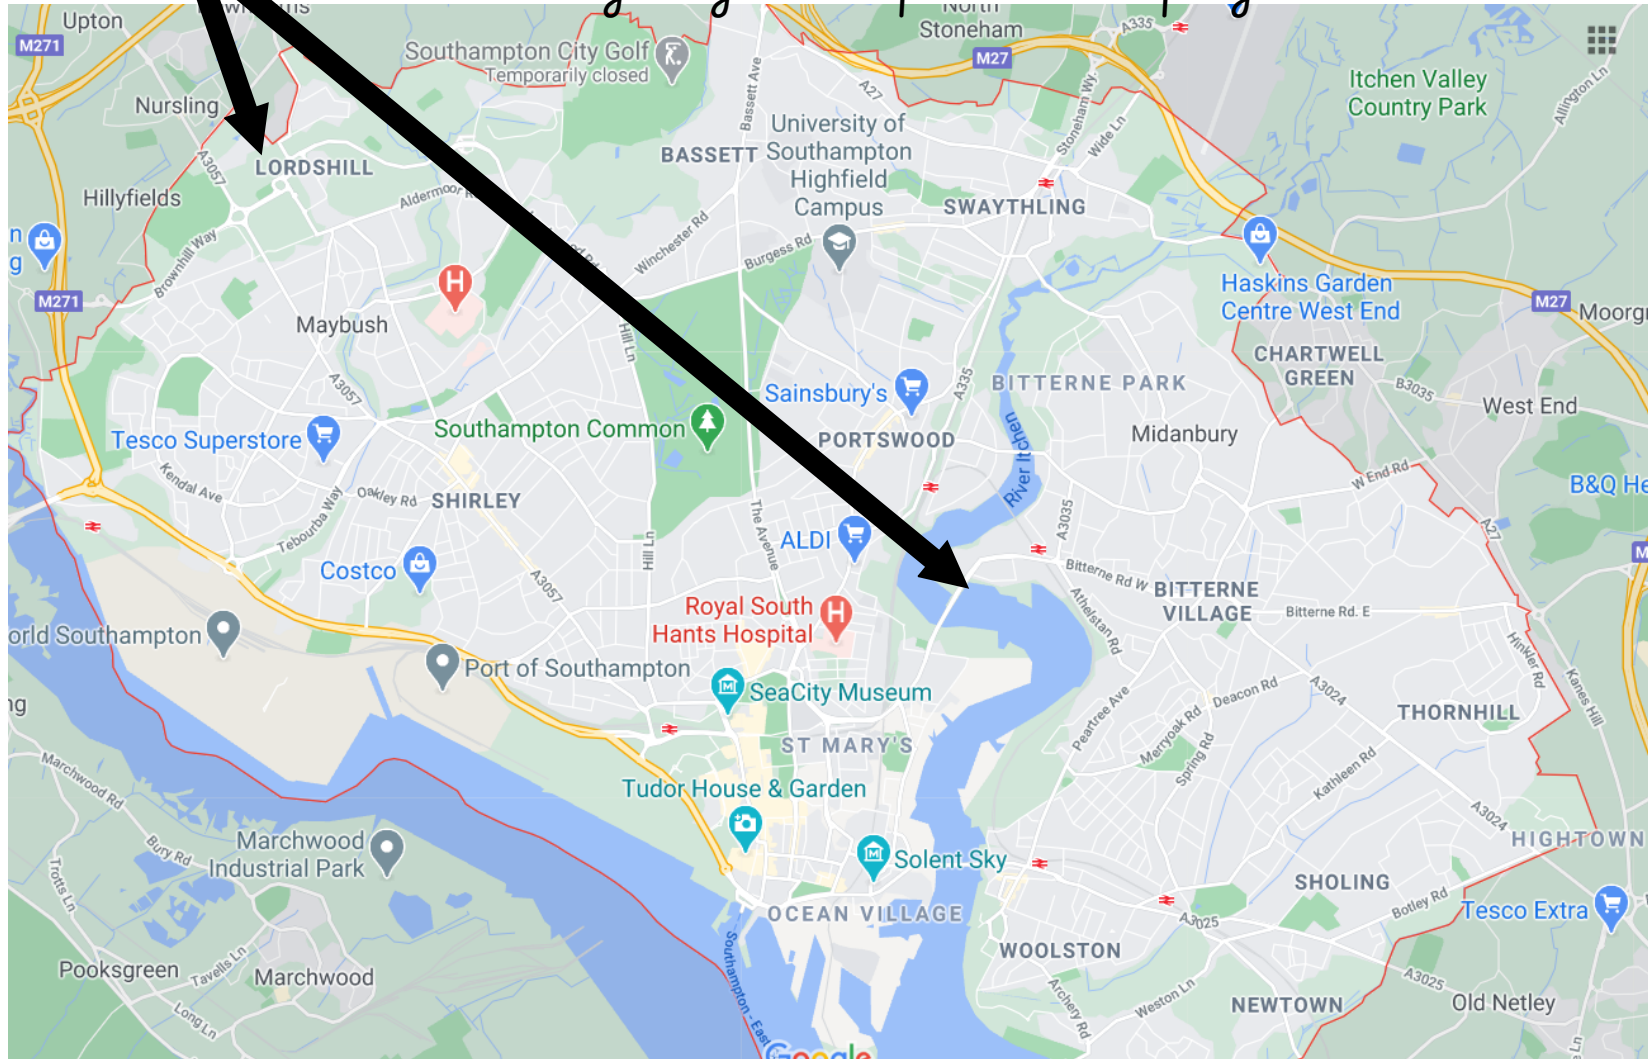 Upton
North
Stoneham
A335
M271
Southampton City Golf
Temporarily closed
M27
Itchen Valley
Country Park
Allington Ln
Nursling
Bassett Ave
A27
Stoneham Wy.
Wide Ln
University of
Southampton
Highfield
Campus
BASSETT
A3057
LORDSHILL
Hillyfields
Aldermoor
SWAYTHLING
Winchester Rd
Burgess Rd
Brownhill Way
Haskins Garden
Centre West End
M271
M27
Maybush
Hill Ln
CHARTWELL
GREEN
A3057
Sainsbury's
A335
BITTERNE PARK
B3035
West End
Tesco Superstore
Southampton Common
PORTSWOOD
Midanbury
River Itchen
W End Rd
Kendal Ave
Oakley Rd
SHIRLEY
Tebourba Way
The Avenue
A3035
A27
B&Q He
Hill Ln
ALDI
Costco
A3057
Bitterne Rd W
BITTERNE
VILLAGE
Bitterne Rd. E
Athelstan Rd
Royal South
Hants Hospital
orld Southampton
Port of Southampton
Hinkler Rd
Kanes Hill
SeaCity Museum
Peartree Ave
Deacon Rd
A3024
Merryoak Rd
Spring Rd
THORNHILL
ST MARY'S
Kathleen Rd
Marchwood Rd
Tudor House & Garden
A3024
HIGHTOWN
Marchwood
Industrial Park
Bury Rd
Trotts Ln
Solent Sky
SHOLING
Botley Rd
Tesco Extra
OCEAN VILLAGE
A3025
WOOLSTON
Southampton - East
Pooksgreen
Tavells Ln
Marchwood
Long Ln
Archery Rd
Weston Ln
NEWTOWN
A3025
Old Netley
Google